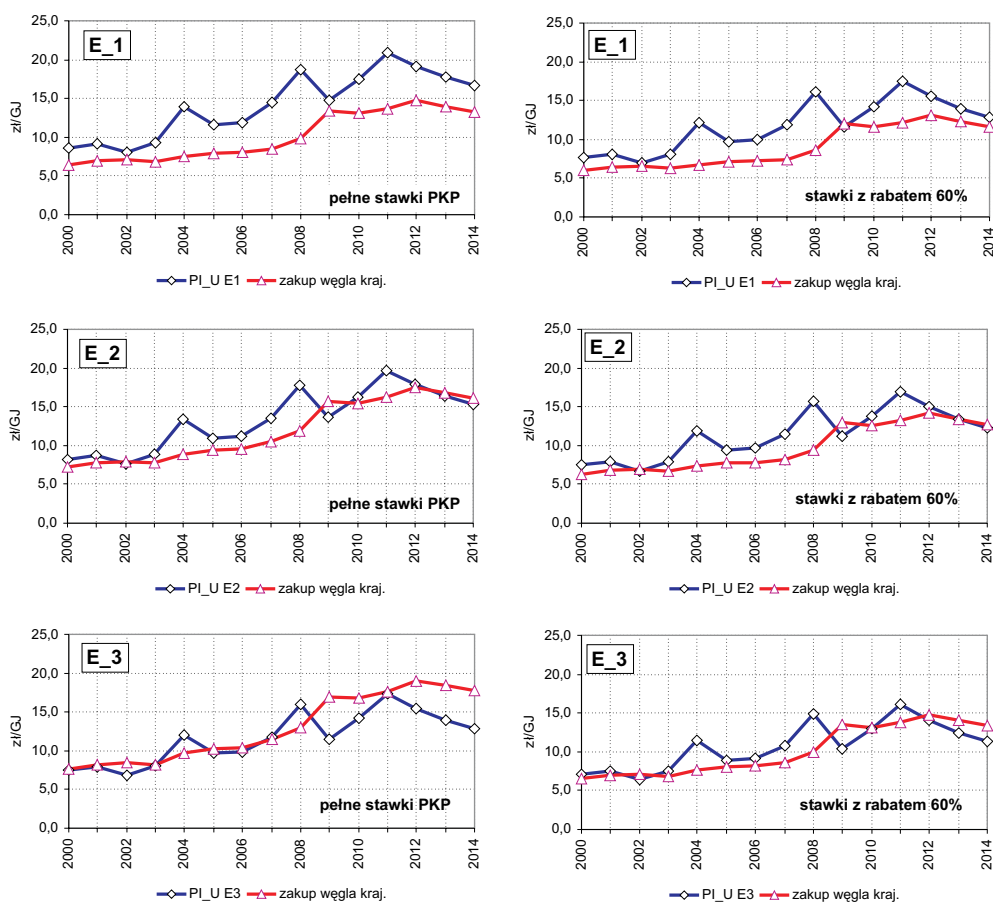 E_1
zł/GJ
25,0
20,0
15,0
10,0
5,0
0,0
pełne stawki PKP
2000 2002 2004 2006 2008 2010 2012 2014
PI_U E1 zakup węgla kraj.
E_1
zł/GJ
25,0
20,0
15,0
10,0
5,0
0,0
stawki z rabatem 60%
2000 2002 2004 2006 2008 2010 2012 2014
PI_U E1 zakup węgla kraj.
E_2
zł/GJ
25,0
20,0
15,0
10,0
5,0
0,0
pełne stawki PKP
2000 2002 2004 2006 2008 2010 2012 2014
PI_U E2 zakup węgla kraj.
E_2
zł/GJ
25,0
20,0
15,0
10,0
5,0
0,0
stawki z rabatem 60%
2000 2002 2004 2006 2008 2010 2012 2014
PI_U E2 zakup węgla kraj.
E_3
zł/GJ
25,0
20,0
15,0
10,0
5,0
0,0
pełne stawki PKP
2000 2002 2004 2006 2008 2010 2012 2014
PI_U E3 zakup węgla kraj.
E_3
zł/GJ
25,0
20,0
15,0
10,0
5,0
0,0
stawki z rabatem 60%
2000 2002 2004 2006 2008 2010 2012 2014
PI_U E3 zakup węgla kraj.